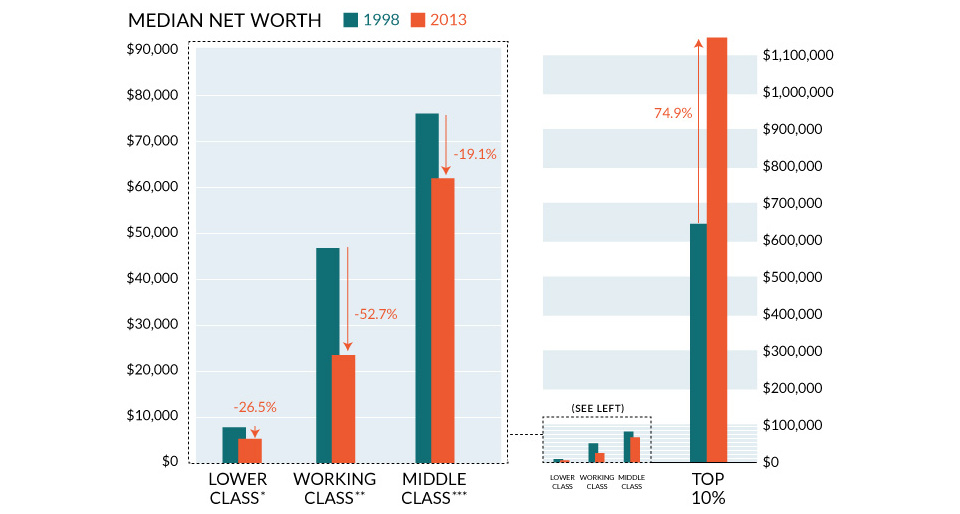 MEDIAN NET WORTH 1998 2013
$90,000
$80,000
$70,000
$60,000
$50,000
$40,000
$30,000
$20,000
$10,000
$0
-26.5%
-52.7%
-19.1%
LOWER
CLASS*
WORKING
CLASS**
MIDDLE
CLASS***
74.9%
$1,100,000
$1,000,000
$900,000
$800,000
$700,000
$600,000
$500,000
$400,000
$300,000
$200,000
$100,000
$0
(SEE LEFT)
LOWER
CLASS
WORKING
CLASS
MIDDLE
CLASS
TOP
10%